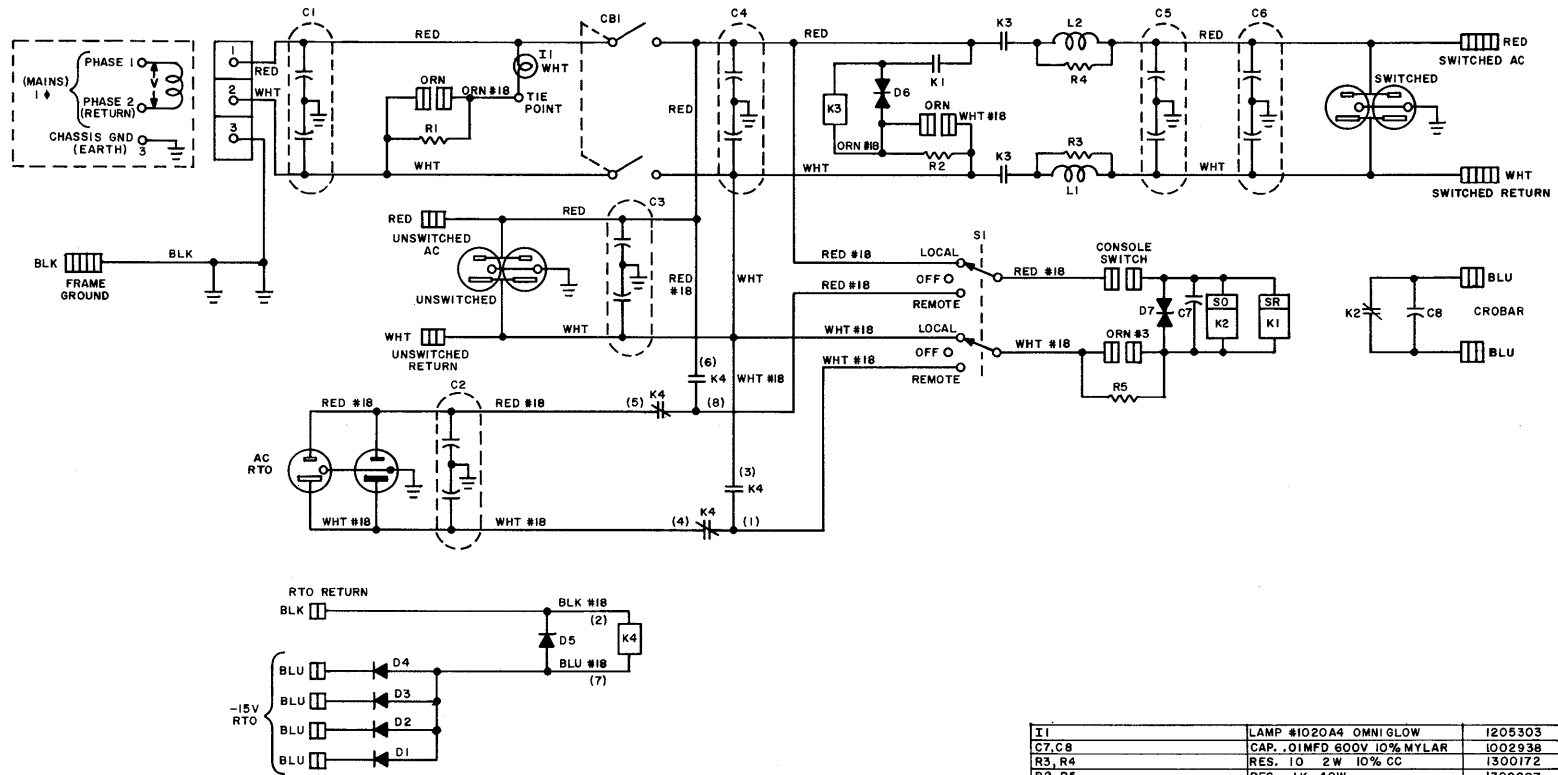 C1
CB1
C4
K3
L2
C5
C6
RED
RED
RED
RED
SWITCHED AC
PHASE 1
(MAINS)
1 Φ
V
PHASE 2
(RETURN)
CHASSIS GND
(EARTH)
3
1
2
3
RED
WHT
I1
WHT
ORN
ORN #18
TIE
POINT
R1
WHT
RED
K1
D6
K3
ORN
WHT #18
ORN #18
R2
WHT
R4
K3
R3
L1
WHT
SWITCHED
WHT
SWITCHED RETURN
RED
UNSWITCHED
AC
RED
C3
UNSWITCHED
WHT
UNSWITCHED
RETURN
WHT
BLK
FRAME
GROUND
BLK
RED
#18
WHT
S1
RED #18
LOCAL
OFF
RED #18
REMOTE
WHT #18
LOCAL
OFF
WHT #18
REMOTE
CONSOLE
SWITCH
RED #18
D7
C7
SO
K2
SR
K1
WHT #18
ORN #3
R5
K2
C8
BLU
CROBAR
BLU
(6)
K4
WHT #18
C2
RED #18
RED #18
(5)
K4
(8)
AC
RTO
(3)
K4
WHT #18
WHT #18
(4)
K4
(1)
RTO RETURN
BLK
BLK #18
(2)
D5
K4
BLU #18
(7)
-15V
RTO
BLU
D4
BLU
D3
BLU
D2
BLU
D1
I1 LAMP #1020A4 OMNI GLOW 1205303
C7,C8 CAP. .01MFD 600V 10% MYLAR 1002938
R3,R4 RES. 10 2W 10% CC 1300172